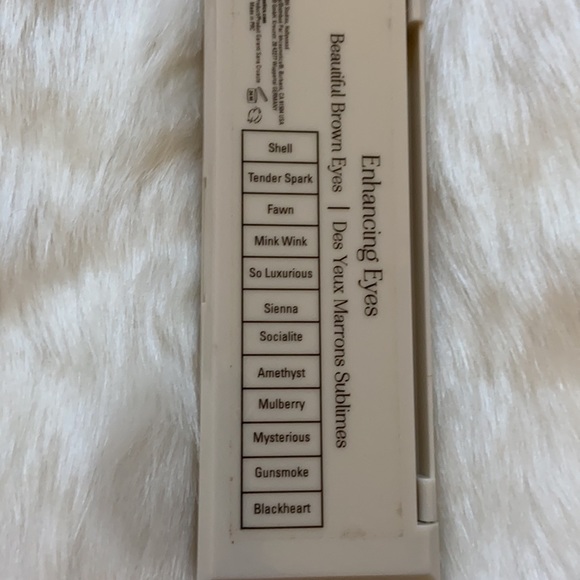 Enhancing Eyes
Beautiful Brown Eyes | Des Yeux Marrons Sublimes
Shell
Tender Spark
Fawn
Mink Wink
So Luxurious
Sienna
Socialite
Amethyst
Mulberry
Mysterious
Gunsmoke
Blackheart